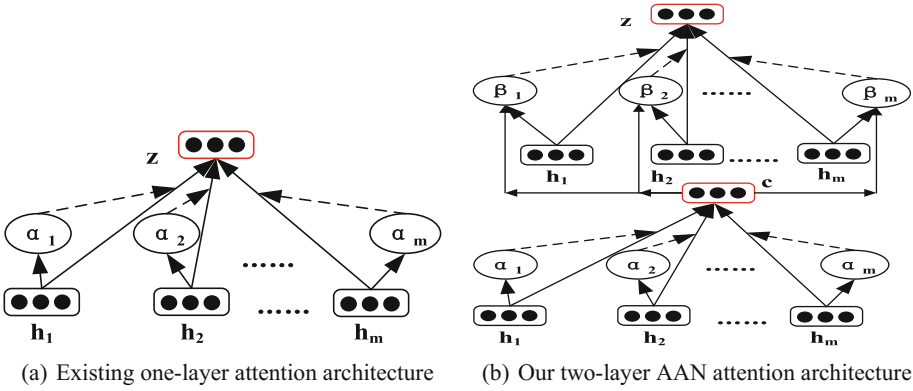 z
α 1 α 2 α m
......
......
h1 h2 hm
(a) Existing one-layer attention architecture
z
β 1 β 2 β m
......
......
h1 h2 hm
c
α 1 α 2 α m
......
......
h1 h2 hm
(b) Our two-layer AAN attention architecture